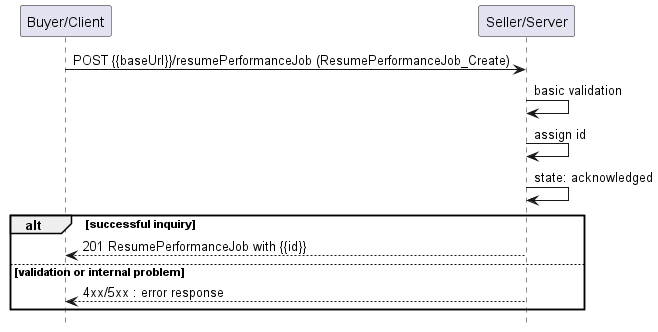 Buyer/Client
Seller/Server
POST {{baseUrl}}/resumePerformanceJob (ResumePerformanceJob_Create)
basic validation
assign id
state: acknowledged
alt
[successful inquiry]
201 ResumePerformanceJob with {{id}}
[validation or internal problem]
4xx/5xx : error response